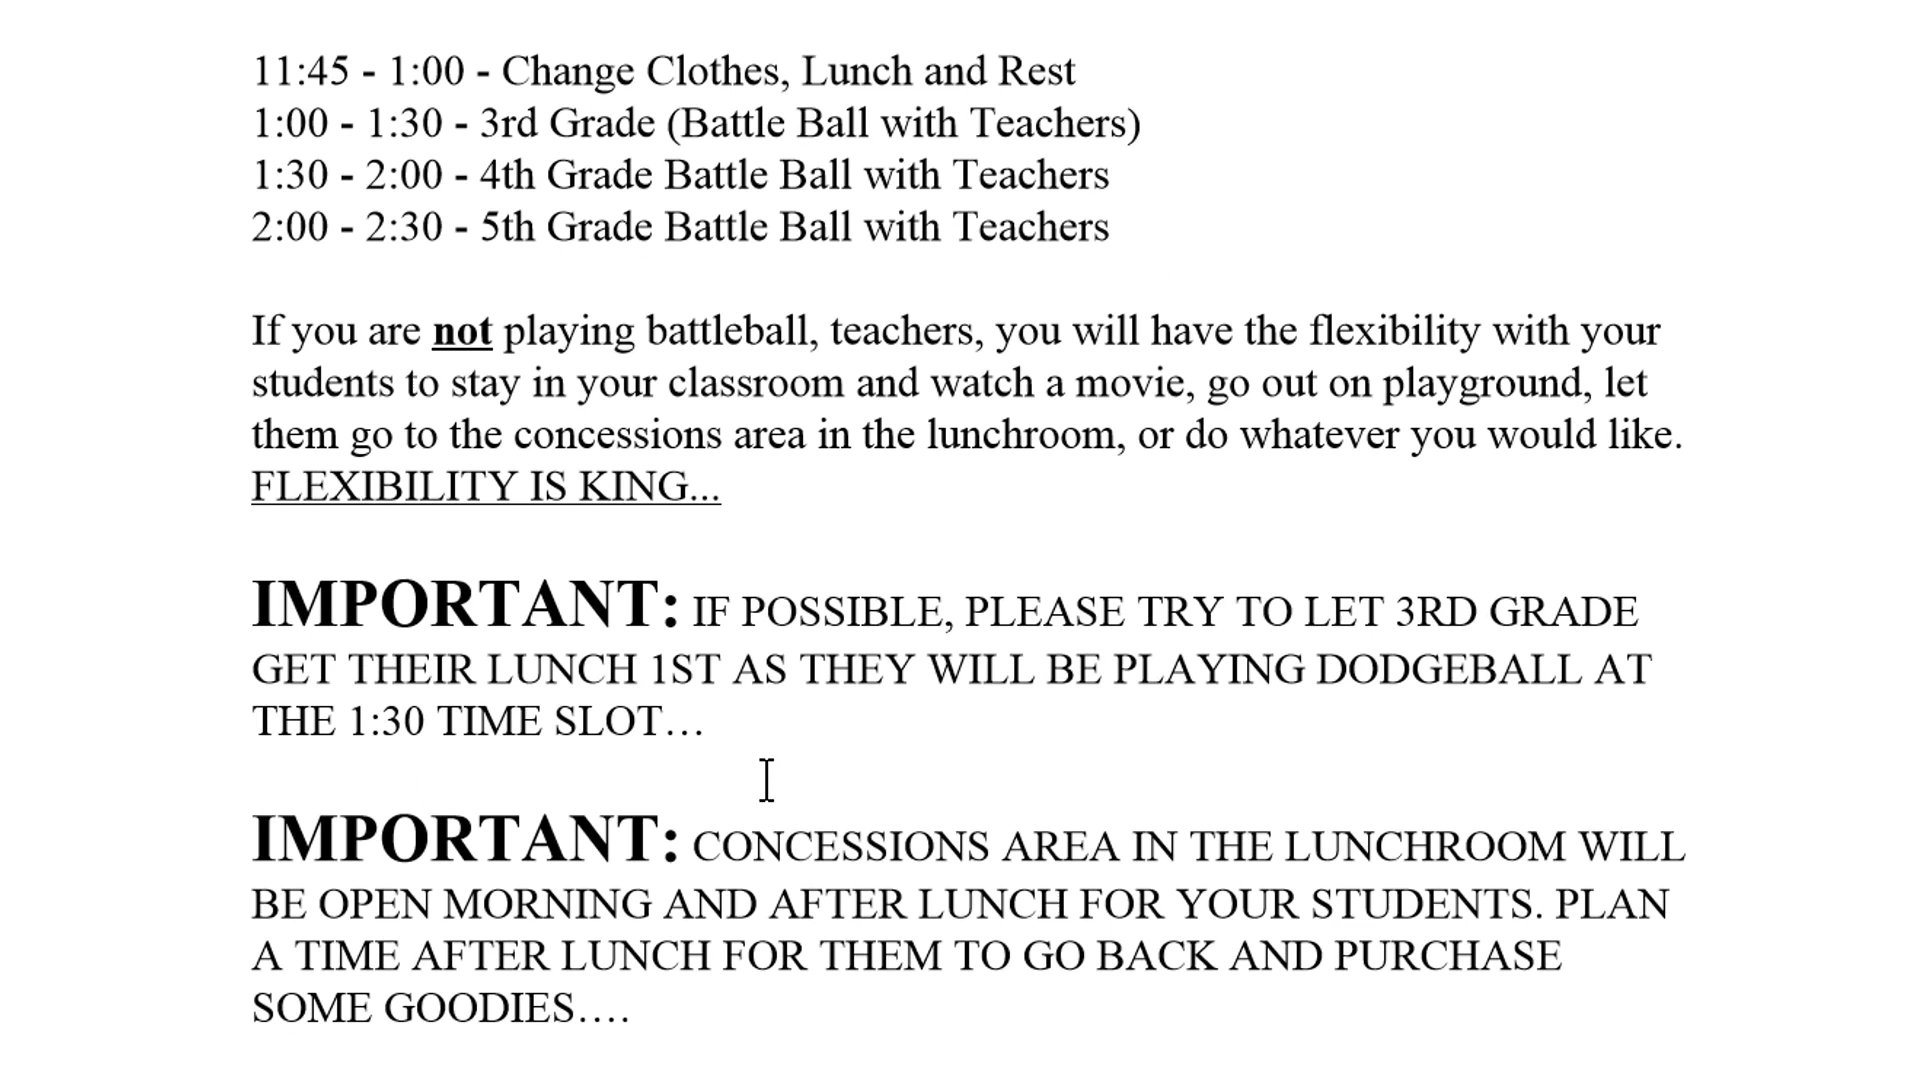 11:45 - 1:00 - Change Clothes, Lunch and Rest
1:00 - 1:30 - 3rd Grade (Battle Ball with Teachers)
1:30 - 2:00 - 4th Grade Battle Ball with Teachers
2:00 - 2:30 - 5th Grade Battle Ball with Teachers
If you are not playing battleball, teachers, you will have the flexibility with your
students to stay in your classroom and watch a movie, go out on playground, let
them go to the concessions area in the lunchroom, or do whatever you would like.
FLEXIBILITY IS KING...
IMPORTANT: IF POSSIBLE, PLEASE TRY TO LET 3RD GRADE
GET THEIR LUNCH 1ST AS THEY WILL BE PLAYING DODGEBALL AT
THE 1:30 TIME SLOT…
IMPORTANT: CONCESSIONS AREA IN THE LUNCHROOM WILL
BE OPEN MORNING AND AFTER LUNCH FOR YOUR STUDENTS. PLAN
A TIME AFTER LUNCH FOR THEM TO GO BACK AND PURCHASE
SOME GOODIES….